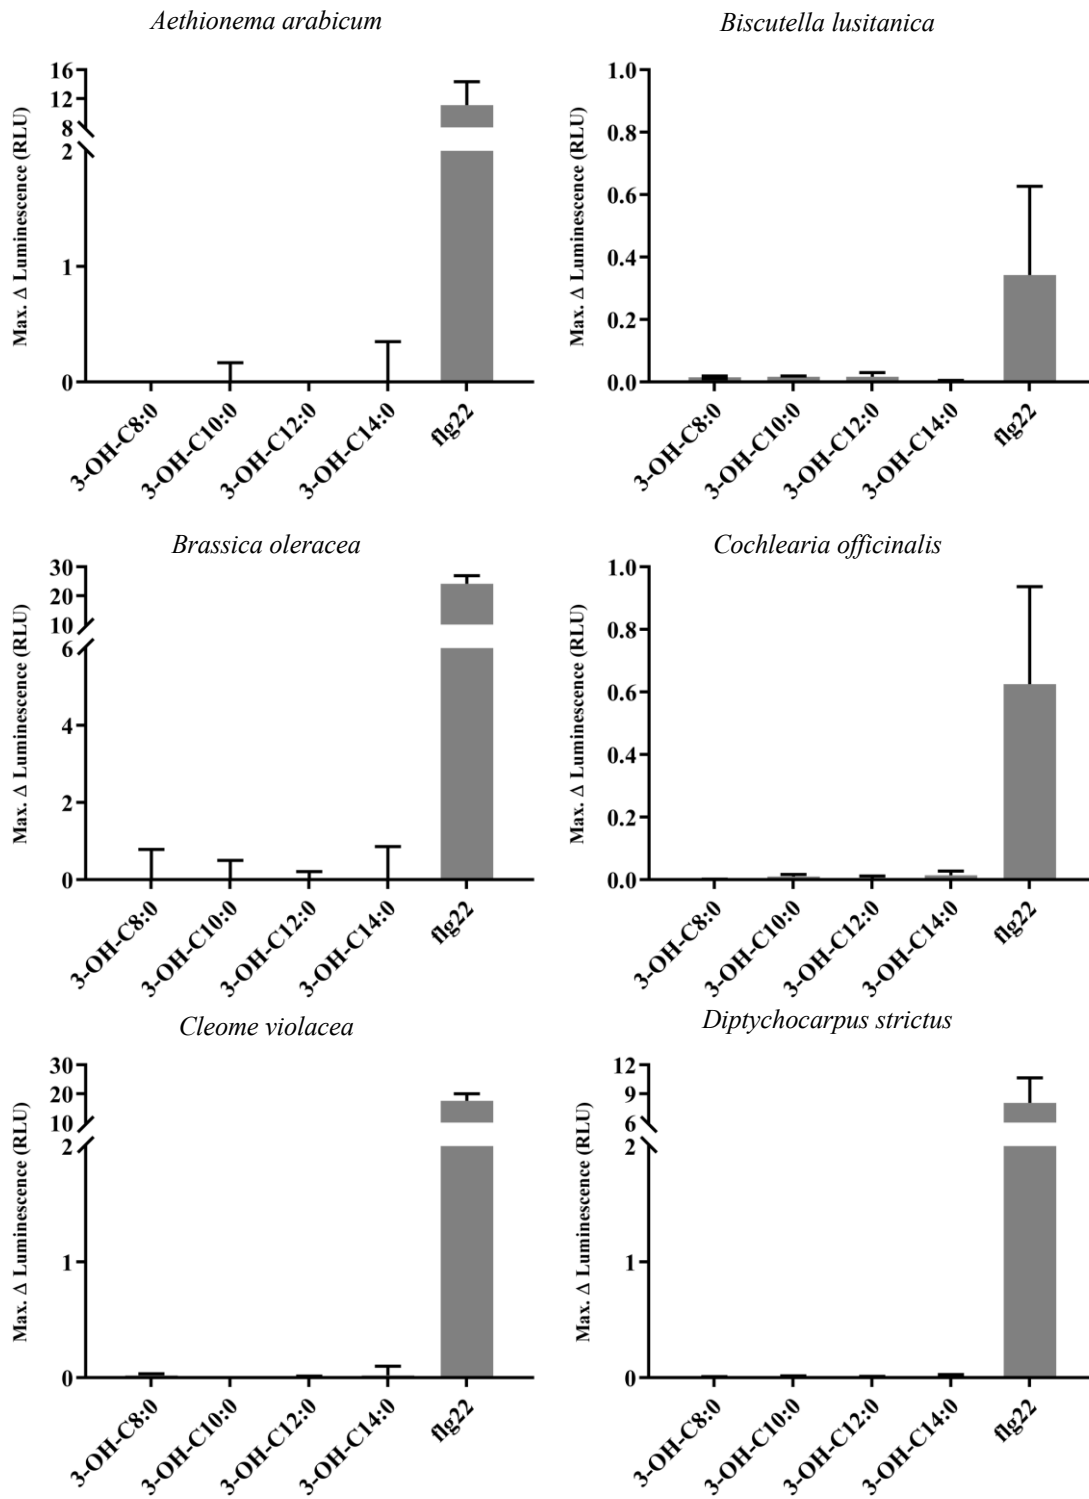 Aethionema arabicum
Max. Δ Luminescence (RLU)
16
12
8
2
1
0
3-OH-C8:0
3-OH-C10:0
3-OH-C12:0
3-OH-C14:0
flg22
Biscutella lusitanica
Max. Δ Luminescence (RLU)
1.0
0.8
0.6
0.4
0.2
0.0
3-OH-C8:0
3-OH-C10:0
3-OH-C12:0
3-OH-C14:0
flg22
Brassica oleracea
Max. Δ Luminescence (RLU)
30
20
10
6
4
2
0
3-OH-C8:0
3-OH-C10:0
3-OH-C12:0
3-OH-C14:0
flg22
Cochlearia officinalis
Max. Δ Luminescence (RLU)
1.0
0.8
0.6
0.4
0.2
0.0
3-OH-C8:0
3-OH-C10:0
3-OH-C12:0
3-OH-C14:0
flg22
Cleome violacea
Max. Δ Luminescence (RLU)
30
20
10
2
1
0
3-OH-C8:0
3-OH-C10:0
3-OH-C12:0
3-OH-C14:0
flg22
Diptychocarpus strictus
Max. Δ Luminescence (RLU)
12
9
6
2
1
0
3-OH-C8:0
3-OH-C10:0
3-OH-C12:0
3-OH-C14:0
flg22